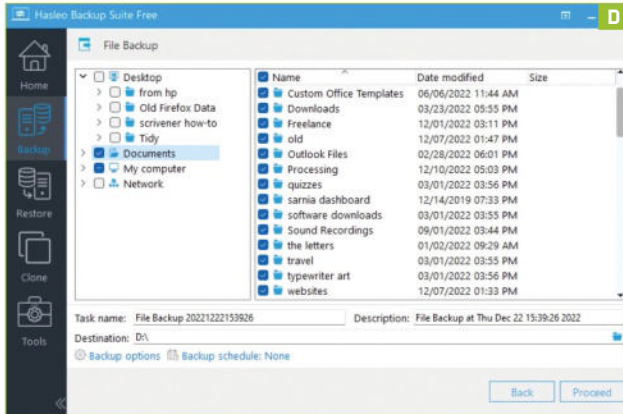 Hasleo Backup Suite Free
D
File Backup
Home
Backup
Restore
Clone
Tools
Desktop
from hp
Old Firefox Data
scrivener how-to
Tidy
Documents
My computer
Network
Name Date modified Size
Custom Office Templates 06/06/2022 11:44 AM
Downloads 03/23/2022 05:55 PM
Freelance 12/01/2022 03:11 PM
old 12/07/2022 01:47 PM
Outlook Files 02/28/2022 06:01 PM
Processing 12/10/2022 05:03 PM
quizzes 03/01/2022 03:56 PM
sarnia dashboard 12/14/2019 07:33 PM
software downloads 03/01/2022 03:55 PM
Sound Recordings 09/01/2022 03:44 PM
the letters 01/02/2022 09:29 AM
travel 03/01/2022 03:55 PM
typewriter art 03/01/2022 03:56 PM
websites 12/07/2022 01:33 PM
Task name: File Backup 20221222153926 Description: File Backup at Thu Dec 22 15:39:26 2022
Destination: D:\
Backup options Backup schedule: None
Back Proceed